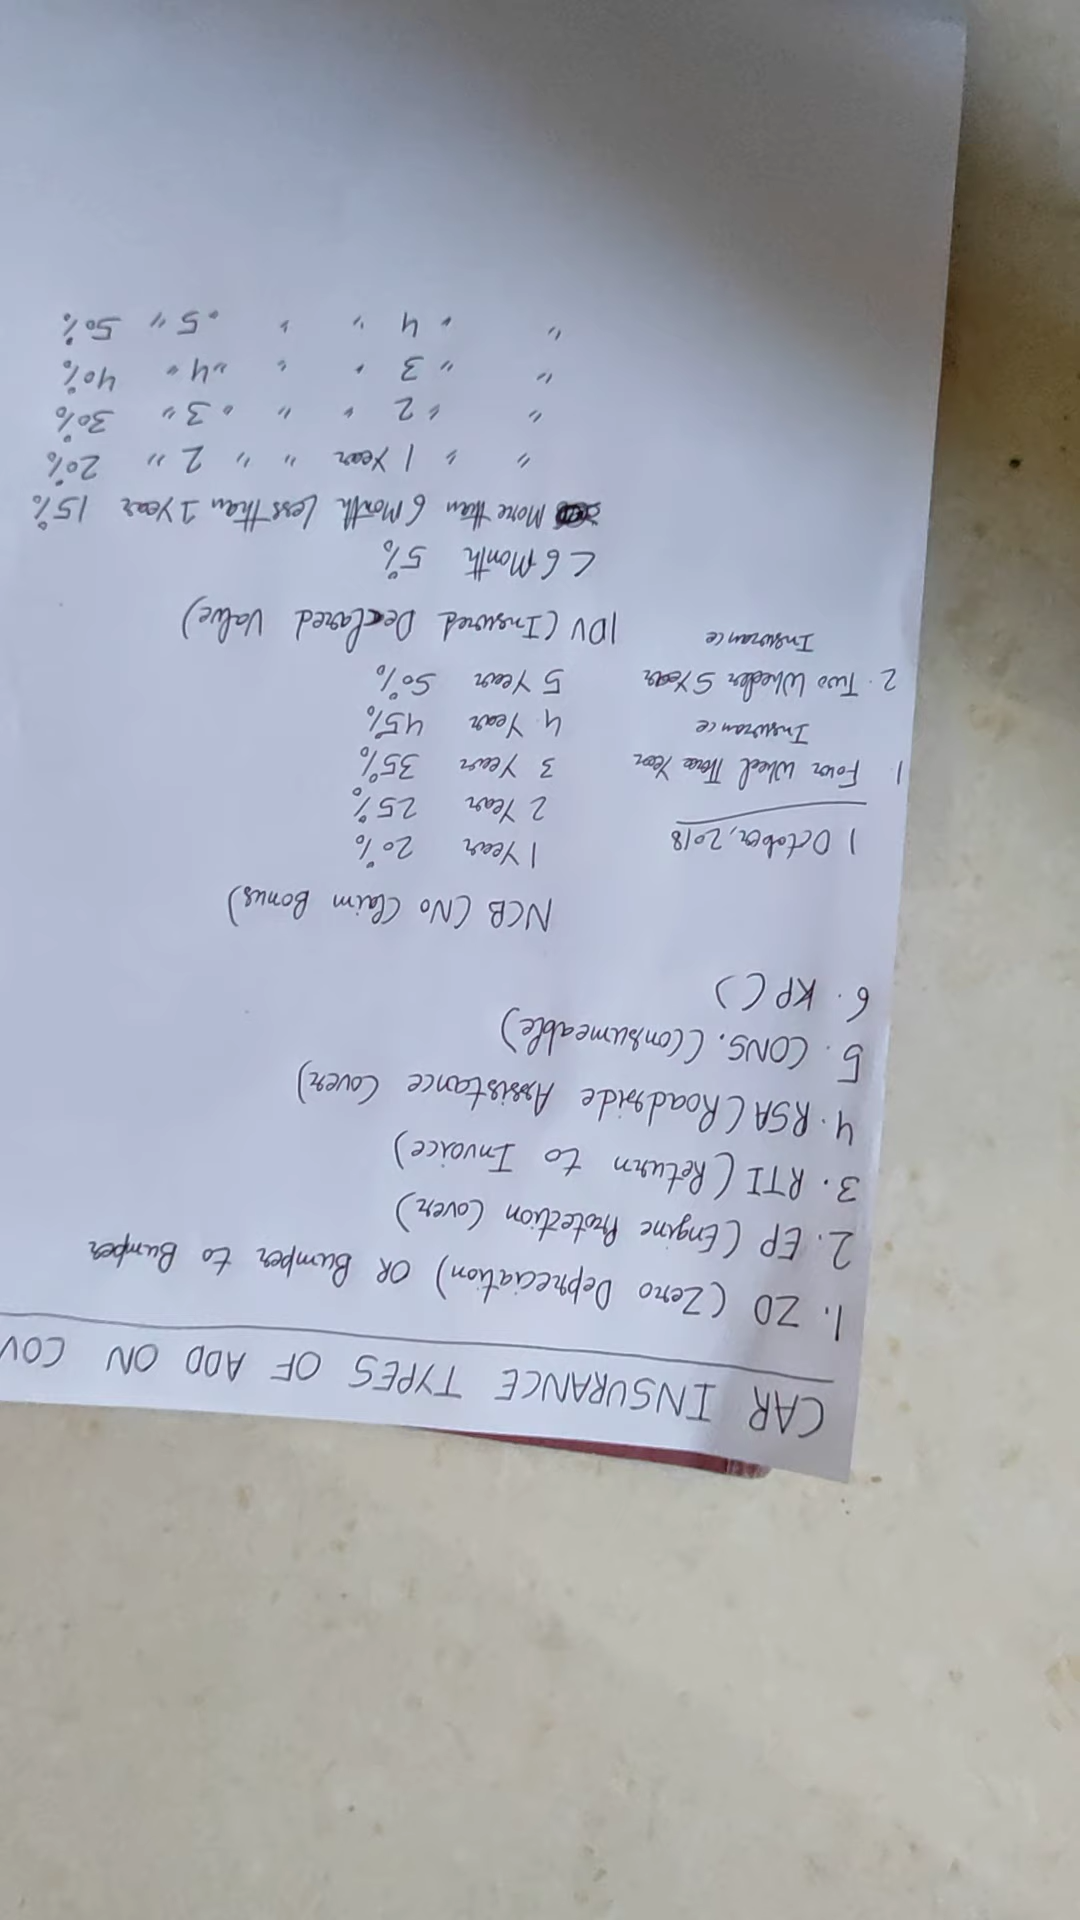 CAR INSURANCE TYPES OF ADD ON COV
1. ZD (Zero Depreciation) OR Bumper to Bumper
2. EP (Engine Protection Cover)
3. RTI (Return to Invoice)
4. RSA (Roadside Assistance Cover)
5. CONS. (Consumeable)
6. KP ( )
NCB (No Claim Bonus)
1 Year 20%
2 Year 25%
3 Year 35%
4 Year 45%
5 Year 50%
1 October, 2018
1 Four Wheel Three Year
Insurance
2. Two Wheeler 5 Year
Insurance
IDV (Insured Declared Value)
< 6 Month 5%
More than 6 Month Less than 1 Year 15%
" " 1 Year " " 2 " 20%
" " 2 " " " 3 " 30%
" " 3 " " " 4 " 40%
" " 4 " " " 5 " 50%